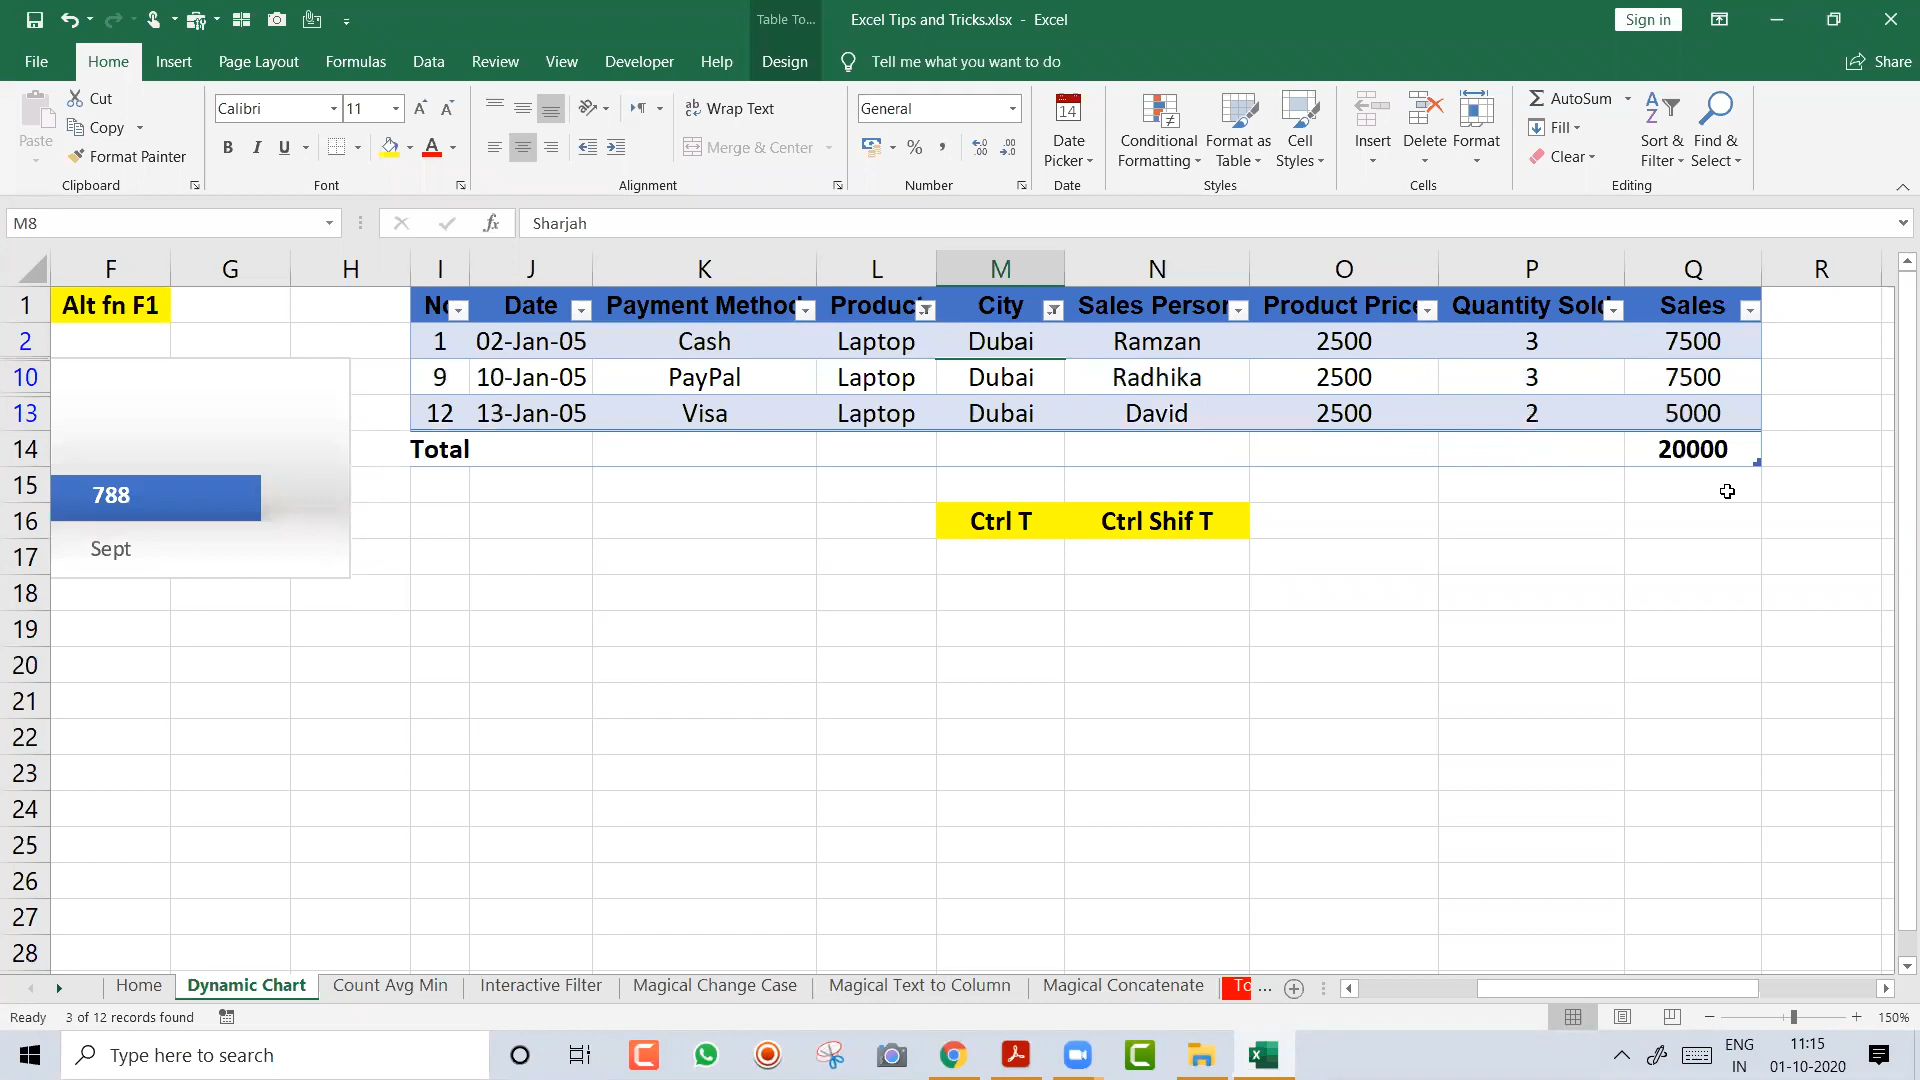 Table To...
Excel Tips and Tricks.xlsx - Excel
Sign in
File Home Insert Page Layout Formulas Data Review View Developer Help Design Tell me what you want to do Share
Paste
Cut
Copy
Format Painter
Clipboard
Calibri 11
B I U A
Font
Wrap Text
Merge & Center
Alignment
General
Number
14
Date Picker
Date
Conditional Formatting
Format as Table
Cell Styles
Styles
Insert Delete Format
Cells
AutoSum
Fill
Clear
Sort & Filter
Find & Select
Editing
M8 fx Sharjah
F G H I J K L M N O P Q R
1 Alt fn F1 No Date Payment Method Product City Sales Person Product Price Quantity Sold Sales
2 1 02-Jan-05 Cash Laptop Dubai Ramzan 2500 3 7500
10 9 10-Jan-05 PayPal Laptop Dubai Radhika 2500 3 7500
13 12 13-Jan-05 Visa Laptop Dubai David 2500 2 5000
14 Total 20000
15 788
16 Ctrl T Ctrl Shif T
17 Sept
18
19
20
21
22
23
24
25
26
27
28
Home Dynamic Chart Count Avg Min Interactive Filter Magical Change Case Magical Text to Column Magical Concatenate To ...
Ready 3 of 12 records found 150%
Type here to search
ENG
IN
11:15
01-10-2020